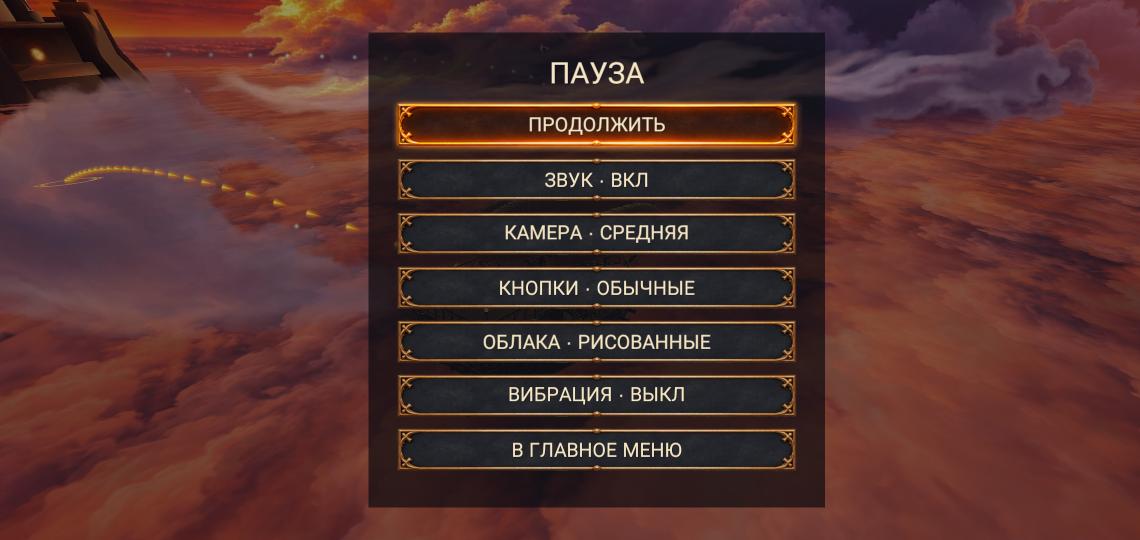 ПАУЗА
ПРОДОЛЖИТЬ
ЗВУК · ВКЛ
КАМЕРА · СРЕДНЯЯ
КНОПКИ · ОБЫЧНЫЕ
ОБЛАКА · РИСОВАННЫЕ
ВИБРАЦИЯ · ВЫКЛ
В ГЛАВНОЕ МЕНЮ